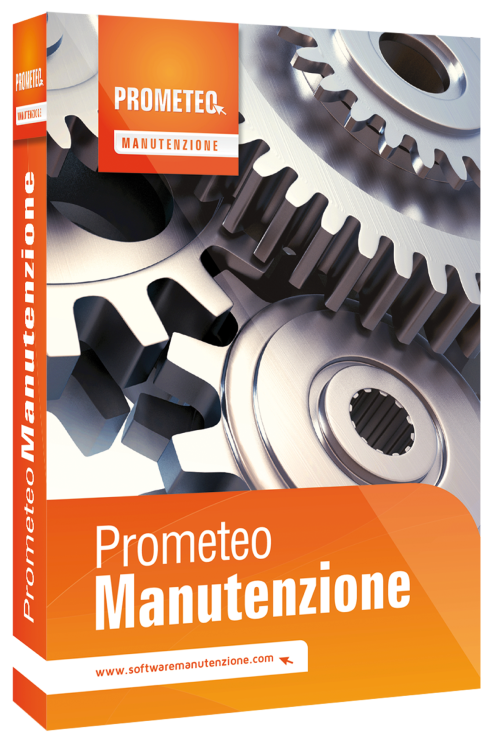 PROMETEO
MANUTENZIONE
PROMETEO
MANUTENZIONE
Prometeo Manutenzione
Prometeo
Manutenzione
www.softwaremanutenzione.com